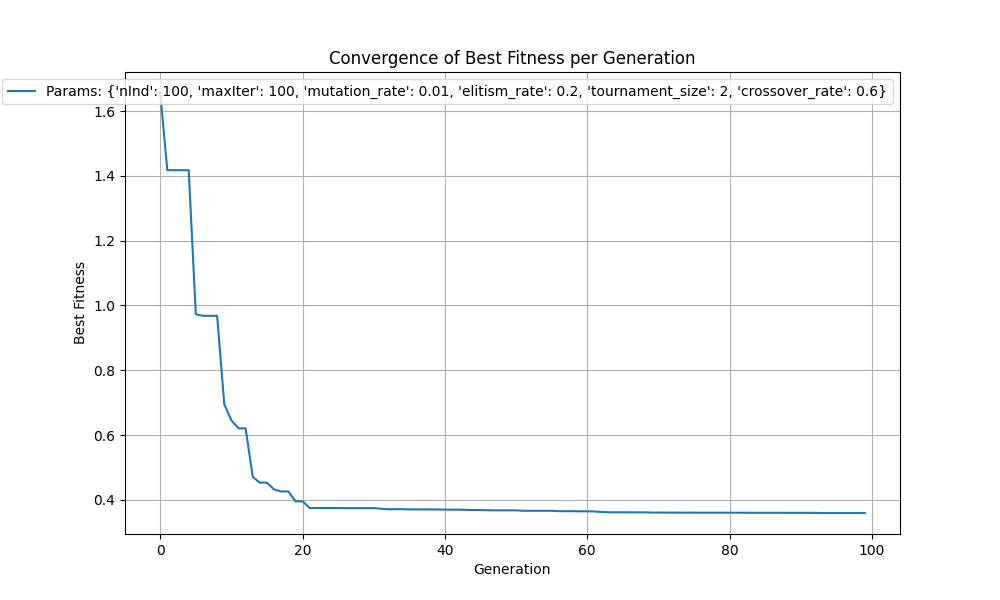 Convergence of Best Fitness per Generation
Params: {'nInd': 100, 'maxIter': 100, 'mutation_rate': 0.01, 'elitism_rate': 0.2, 'tournament_size': 2, 'crossover_rate': 0.6}
1.6
1.4
1.2
1.0
0.8
0.6
0.4
Best Fitness
0 20 40 60 80 100
Generation